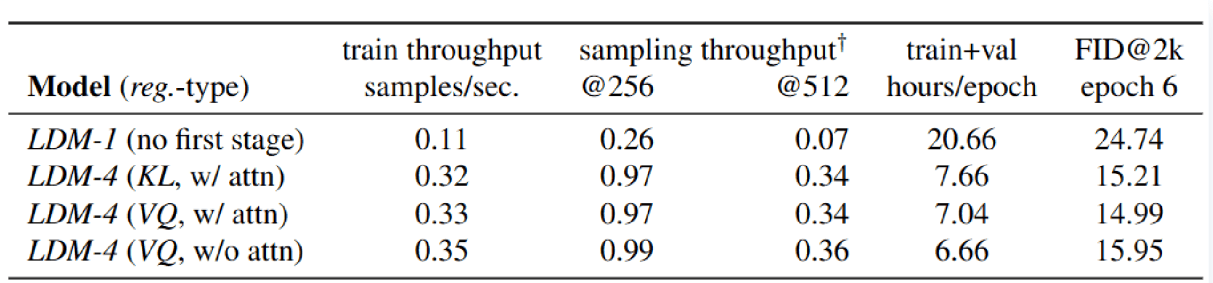 train throughput sampling throughput† train+val FID@2k
Model (reg.-type) samples/sec. @256 @512 hours/epoch epoch 6
LDM-1 (no first stage) 0.11 0.26 0.07 20.66 24.74
LDM-4 (KL, w/ attn) 0.32 0.97 0.34 7.66 15.21
LDM-4 (VQ, w/ attn) 0.33 0.97 0.34 7.04 14.99
LDM-4 (VQ, w/o attn) 0.35 0.99 0.36 6.66 15.95